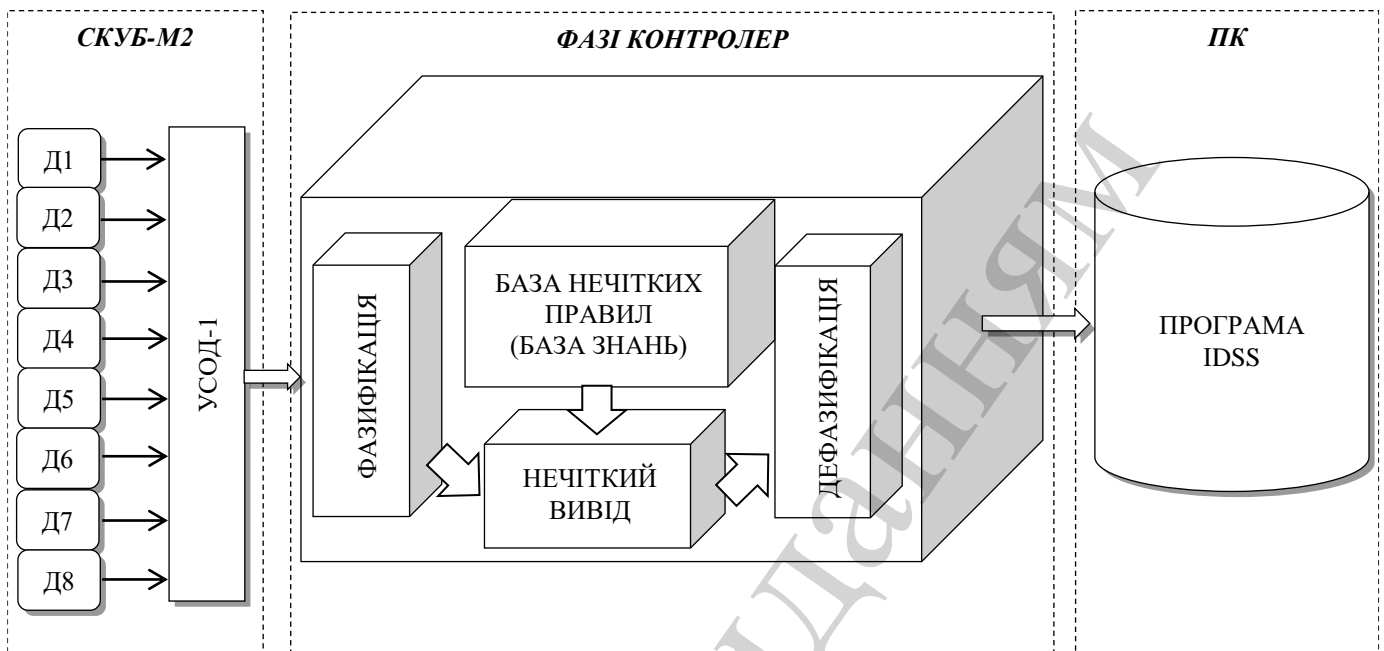 СКУБ-М2
ФАЗІ КОНТРОЛЕР
ПК
Д1
Д2
Д3
Д4
Д5
Д6
Д7
Д8
УСОД-1
ФАЗИФІКАЦІЯ
БАЗА НЕЧІТКИХ
ПРАВИЛ
(БАЗА ЗНАНЬ)
НЕЧІТКИЙ
ВИВІД
ДЕФАЗИФІКАЦІЯ
ПРОГРАМА
IDSS